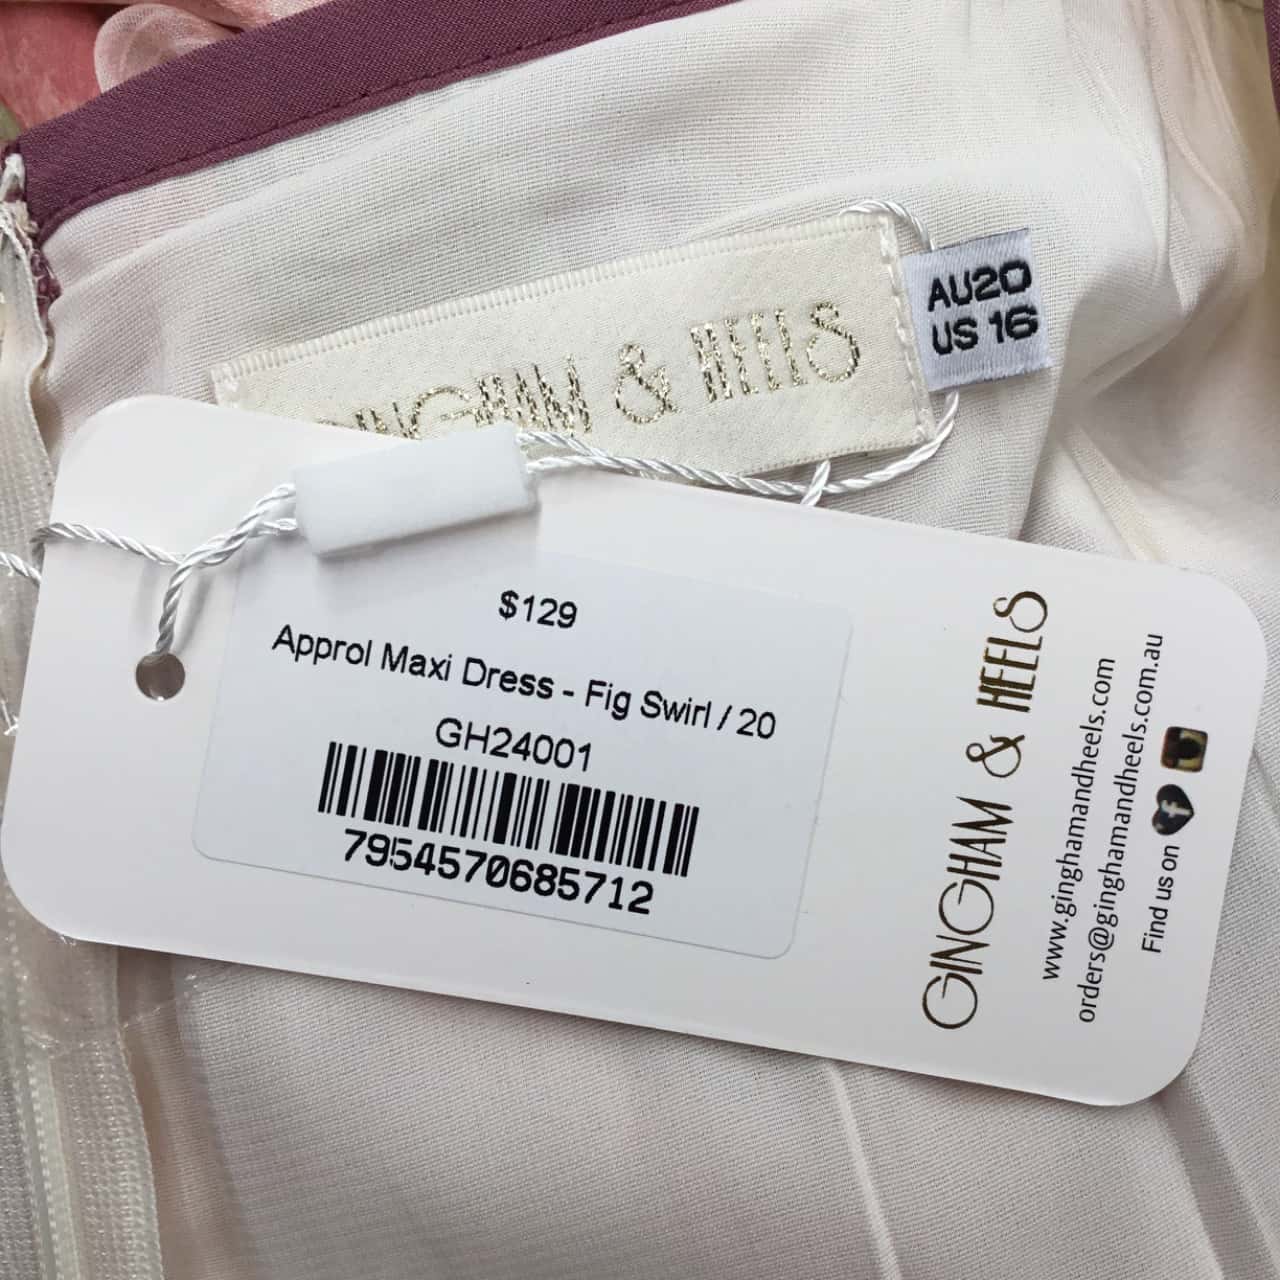 GINGHAM & HEELS
AU20
US 16
$129
Approl Maxi Dress - Fig Swirl / 20
GH24001
7954570685712
GINGHAM & HEELS
www.ginghamandheels.com
orders@ginghamandheels.com.au
Find us on f